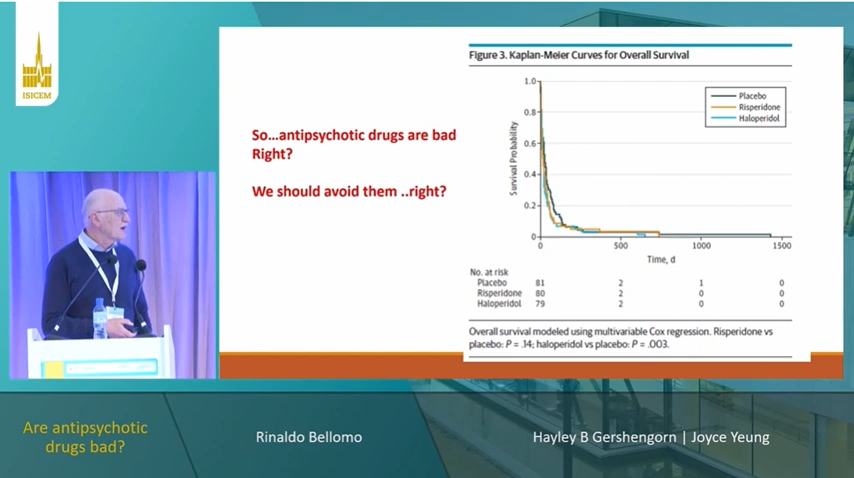 ISICEM
So...antipsychotic drugs are bad
Right?
We should avoid them ..right?
Figure 3. Kaplan-Meier Curves for Overall Survival
Survival Probability
1.0
0.8
0.6
0.4
0.2
0
Placebo
Risperidone
Haloperidol
0 500 1000 1500
Time, d
No. at risk
Placebo 81 2 1 0
Risperidone 80 2 0 0
Haloperidol 79 2 0 0
Overall survival modeled using multivariable Cox regression. Risperidone vs
placebo: P = .14; haloperidol vs placebo: P = .003.
Are antipsychotic
drugs bad?
Rinaldo Bellomo
Hayley B Gershengorn | Joyce Yeung